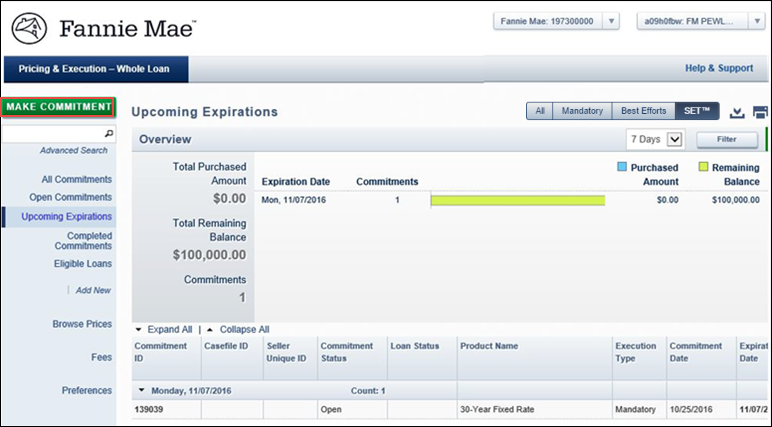 Fannie Mae™
Fannie Mae: 197300000
a09h0fbw: FM PEWL...
Pricing & Execution – Whole Loan
Help & Support
MAKE COMMITMENT
Advanced Search
All Commitments
Open Commitments
Upcoming Expirations
Completed
Commitments
Eligible Loans
Add New
Browse Prices
Fees
Preferences
Upcoming Expirations
All
Mandatory
Best Efforts
SET™
Overview
7 Days
Filter
Total Purchased
Amount
$0.00
Total Remaining
Balance
$100,000.00
Commitments
1
Expiration Date
Commitments
Purchased
Amount
Remaining
Balance
Mon, 11/07/2016
1
$0.00
$100,000.00
Expand All | Collapse All
Commitment
ID
Casefile ID
Seller
Unique ID
Commitment
Status
Loan Status
Product Name
Execution
Type
Commitment
Date
Expirat
Date
Monday, 11/07/2016
Count: 1
139039
Open
30-Year Fixed Rate
Mandatory
10/25/2016
11/07/2